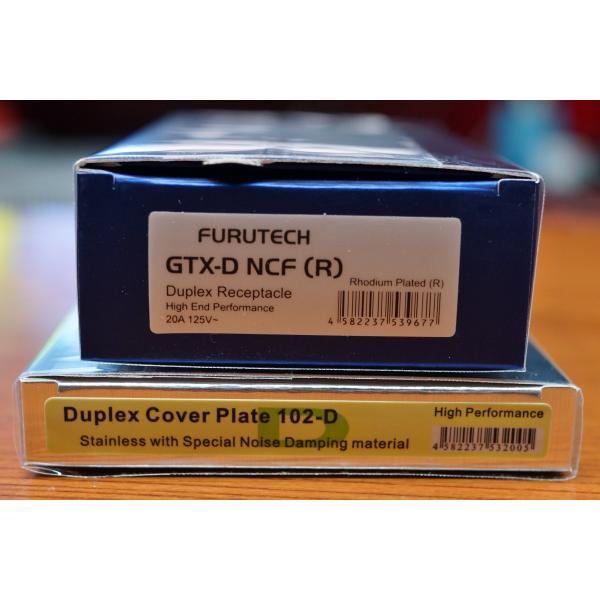 FURUTECH
GTX-D NCF (R)
Rhodium Plated (R)
Duplex Receptacle
High End Performance
20A 125V~
4 582237 539677
Duplex Cover Plate 102-D
High Performance
Stainless with Special Noise Damping material
4 582237 532005